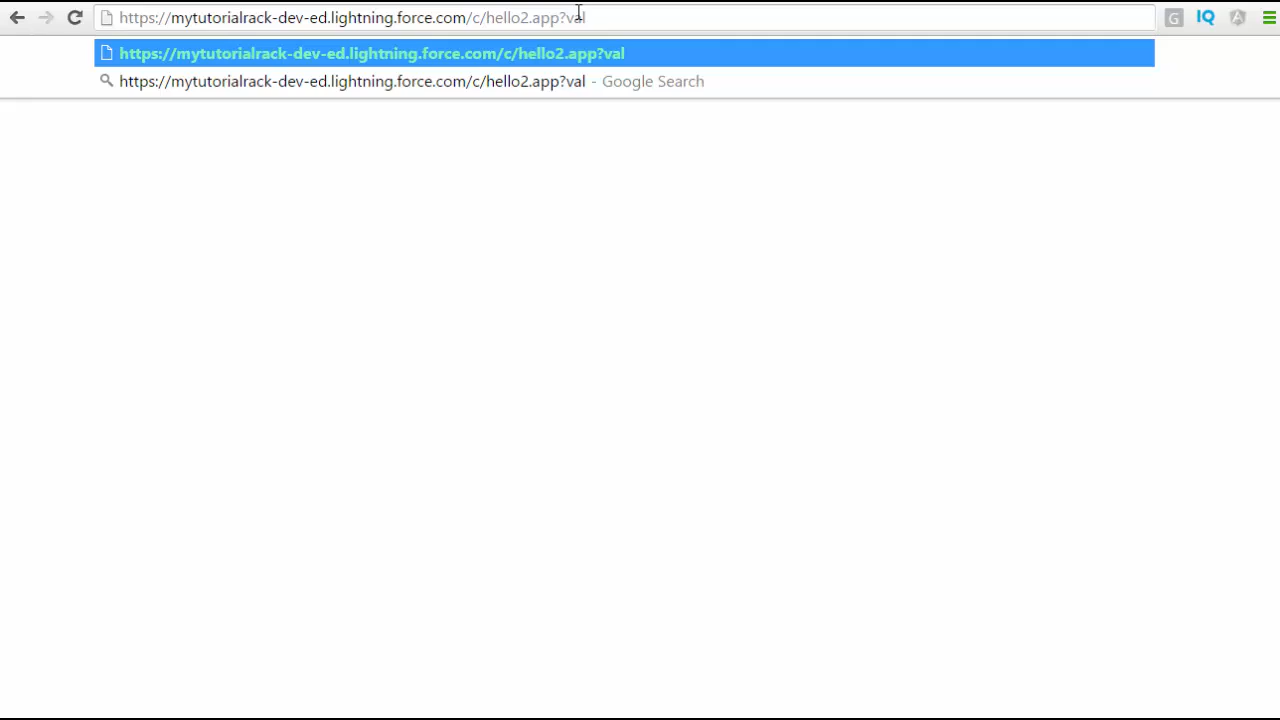 https://mytutorialrack-dev-ed.lightning.force.com/c/hello2.app?val
G IQ A
https://mytutorialrack-dev-ed.lightning.force.com/c/hello2.app?val
https://mytutorialrack-dev-ed.lightning.force.com/c/hello2.app?val - Google Search